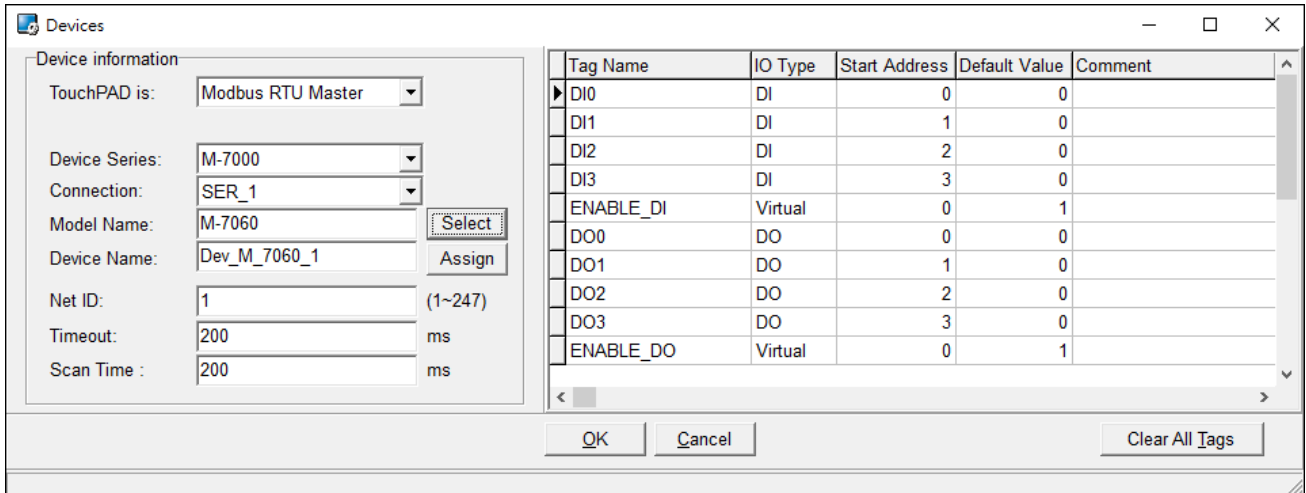 Devices
Device information
TouchPAD is: Modbus RTU Master
Device Series: M-7000
Connection: SER_1
Model Name: M-7060 Select
Device Name: Dev_M_7060_1 Assign
Net ID: 1 (1~247)
Timeout: 200 ms
Scan Time : 200 ms
Tag Name IO Type Start Address Default Value Comment
DI0 DI 0 0
DI1 DI 1 0
DI2 DI 2 0
DI3 DI 3 0
ENABLE_DI Virtual 0 1
DO0 DO 0 0
DO1 DO 1 0
DO2 DO 2 0
DO3 DO 3 0
ENABLE_DO Virtual 0 1
OK Cancel Clear All Tags